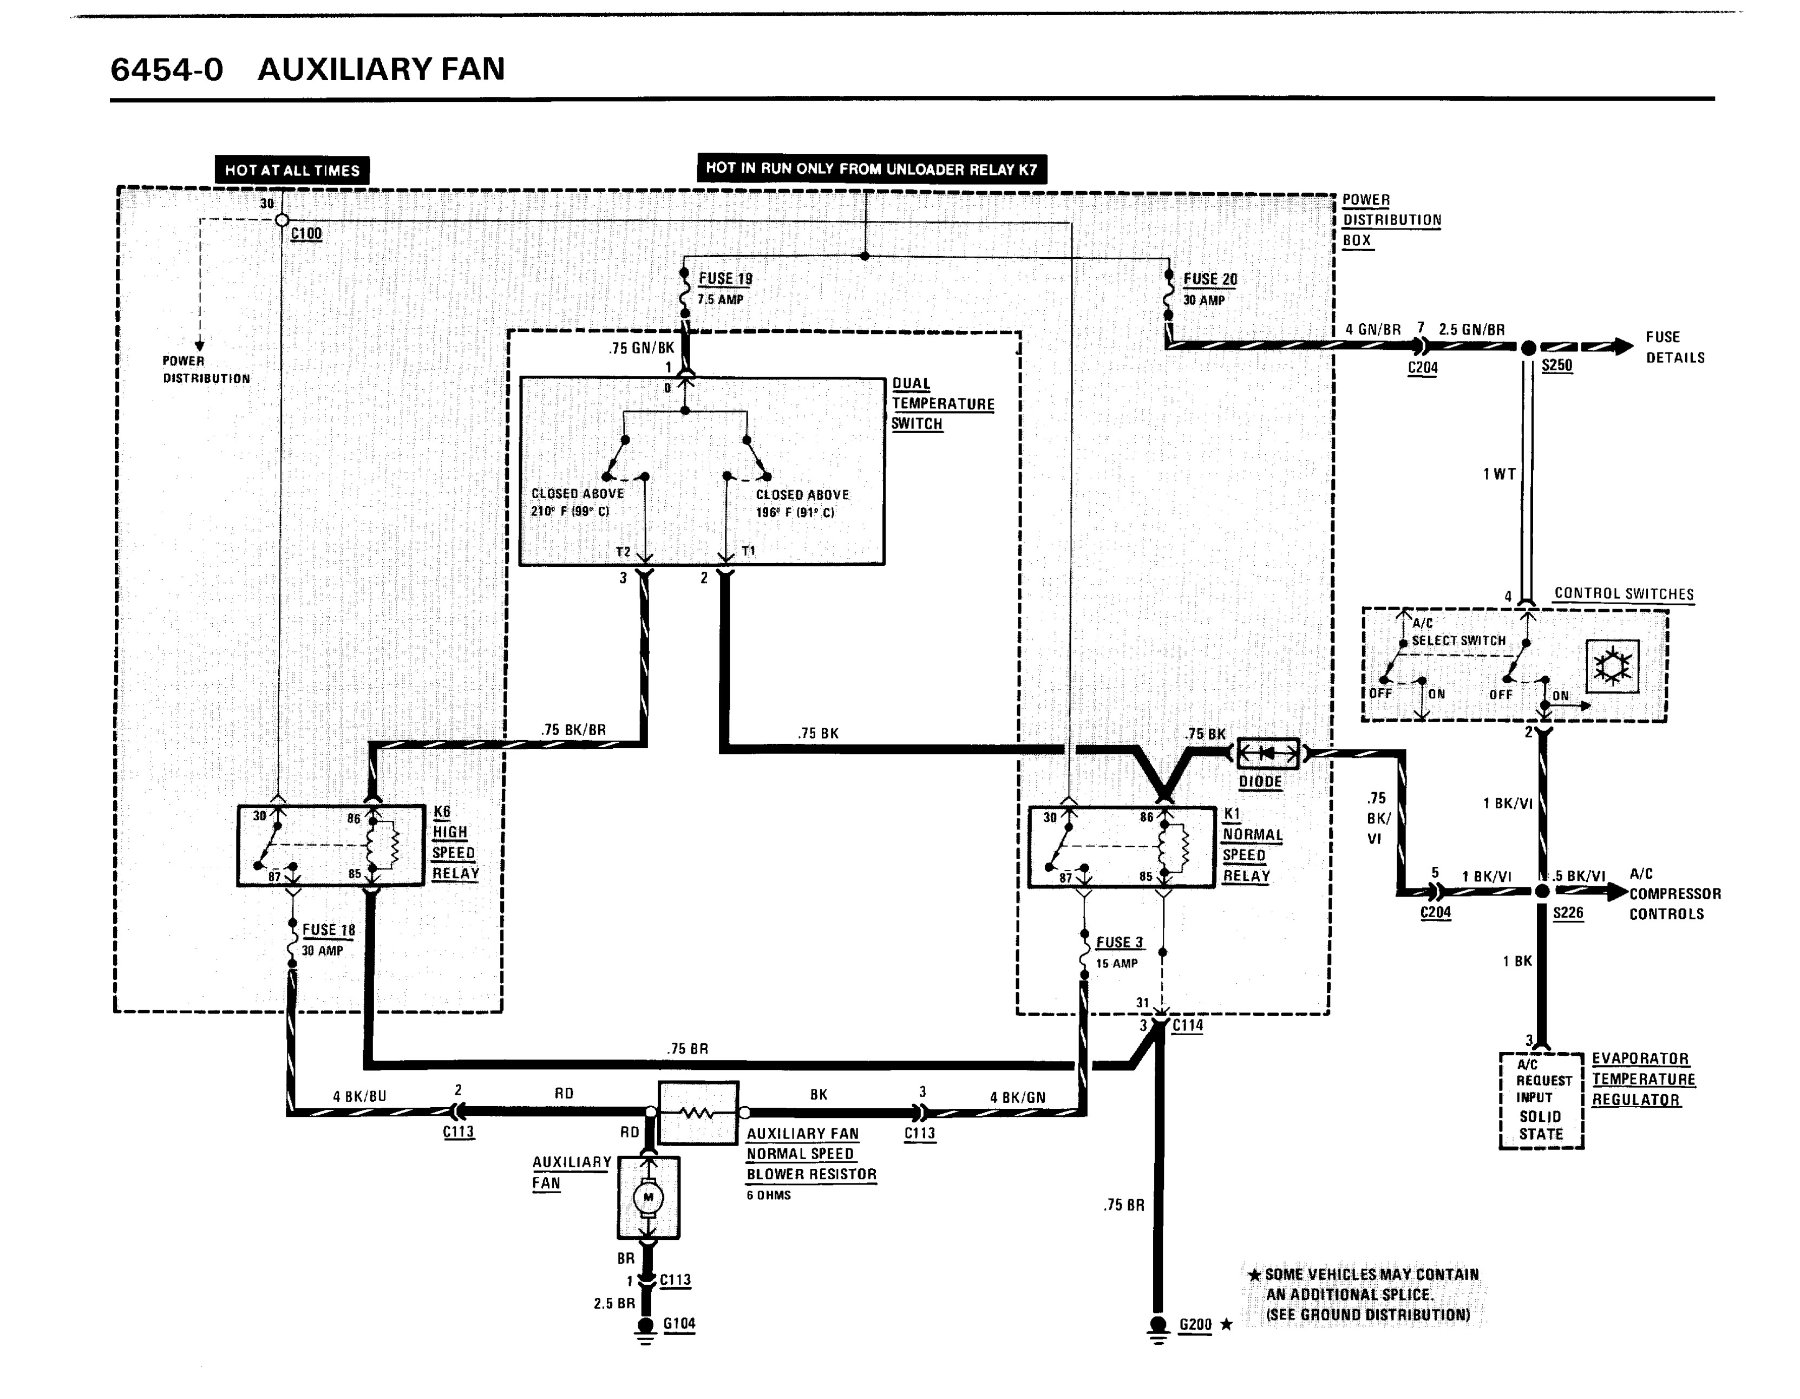 6454-0 AUXILIARY FAN
HOT AT ALL TIMES
HOT IN RUN ONLY FROM UNLOADER RELAY K7
30
C100
POWER
DISTRIBUTION
BOX
FUSE 19
7.5 AMP
FUSE 20
30 AMP
POWER
DISTRIBUTION
.75 GN/BK
1
0
4 GN/BR
7
2.5 GN/BR
C204
S250
FUSE
DETAILS
DUAL
TEMPERATURE
SWITCH
CLOSED ABOVE
210° F (99° C)
CLOSED ABOVE
196° F (91° C)
T2
T1
3
2
1 WT
4
CONTROL SWITCHES
A/C
SELECT SWITCH
OFF
ON
OFF
ON
2
.75 BK/BR
.75 BK
.75 BK
DIODE
30
86
87
85
K6
HIGH
SPEED
RELAY
30
86
87
85
K1
NORMAL
SPEED
RELAY
.75
BK/
VI
1 BK/VI
5
C204
1 BK/VI
.5 BK/VI
S226
A/C
COMPRESSOR
CONTROLS
FUSE 18
30 AMP
FUSE 3
15 AMP
1 BK
31
3
C114
3
A/C
REQUEST
INPUT
SOLID
STATE
EVAPORATOR
TEMPERATURE
REGULATOR
.75 BR
4 BK/BU
2
C113
RD
RD
BK
3
C113
4 BK/GN
AUXILIARY FAN
NORMAL SPEED
BLOWER RESISTOR
6 OHMS
AUXILIARY
FAN
M
BR
1
C113
2.5 BR
G104
.75 BR
G200 ★
★ SOME VEHICLES MAY CONTAIN
AN ADDITIONAL SPLICE.
(SEE GROUND DISTRIBUTION)